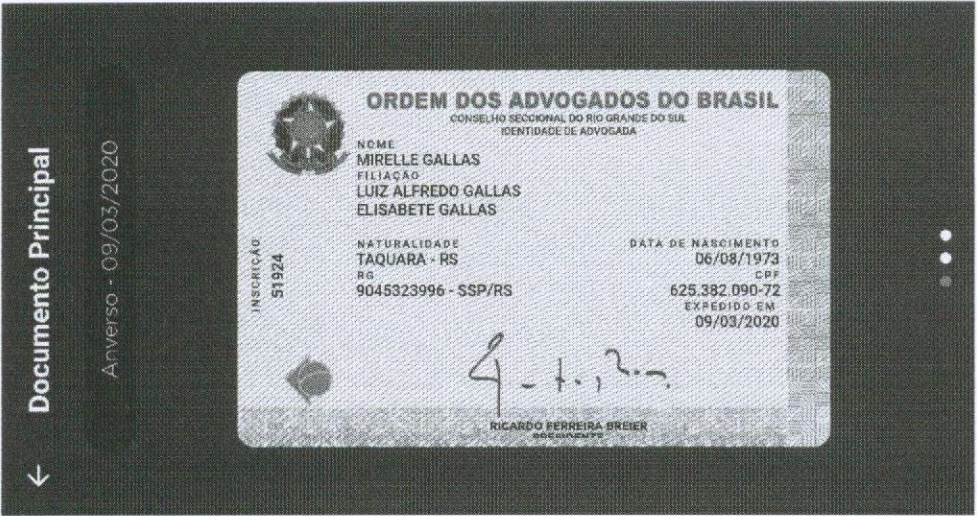 ← Documento Principal
Anverso - 09/03/2020
ORDEM DOS ADVOGADOS DO BRASIL
CONSELHO SECCIONAL DO RIO GRANDE DO SUL
IDENTIDADE DE ADVOGADA
NOME
MIRELLE GALLAS
FILIAÇÃO
LUIZ ALFREDO GALLAS
ELISABETE GALLAS
INSCRIÇÃO
51924
NATURALIDADE
TAQUARA - RS
DATA DE NASCIMENTO
06/08/1973
RG
9045323996 - SSP/RS
CPF
625.382.090-72
EXPEDIDO EM
09/03/2020
RICARDO FERREIRA BREIER
PRESIDENTE